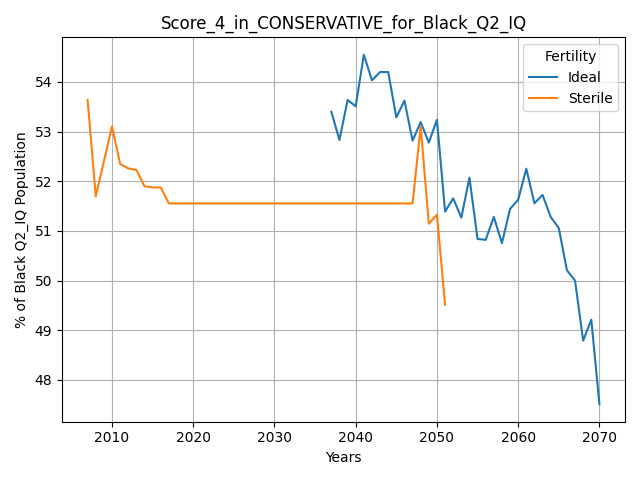 Score_4_in_CONSERVATIVE_for_Black_Q2_IQ
Fertility
Ideal
Sterile
% of Black Q2_IQ Population
54
53
52
51
50
49
48
2010 2020 2030 2040 2050 2060 2070
Years